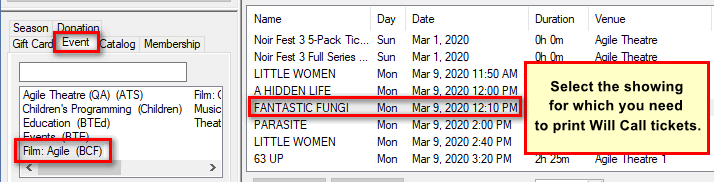 Season Donation
Gift Card Event Catalog Membership
Agile Theatre (QA) (ATS) Film:
Children's Programming (Children) Music
Education (BTEd) Theat
Events (BTE)
Film: Agile (BCF)
Name Day Date Duration Venue
Noir Fest 3 5-Pack Tic... Sun Mar 1, 2020 0h 0m Agile Theatre
Noir Fest 3 Full Series ... Sun Mar 1, 2020 0h 0m Agile Theatre
LITTLE WOMEN Mon Mar 9, 2020 11:50 AM
A HIDDEN LIFE Mon Mar 9, 2020 12:00 PM
FANTASTIC FUNGI Mon Mar 9, 2020 12:10 PM
PARASITE Mon Mar 9, 2020 2:00 PM
LITTLE WOMEN Mon Mar 9, 2020 2:40 PM
63 UP Mon Mar 9, 2020 3:20 PM 2h 25m Agile Theatre 1
Select the showing
for which you need
to print Will Call tickets.